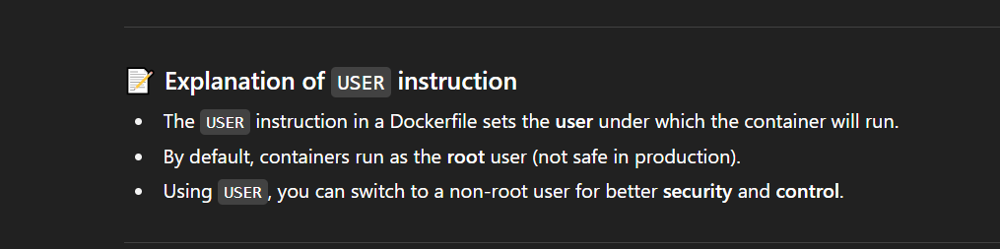 📝 Explanation of USER instruction
• The USER instruction in a Dockerfile sets the user under which the container will run.
• By default, containers run as the root user (not safe in production).
• Using USER, you can switch to a non-root user for better security and control.